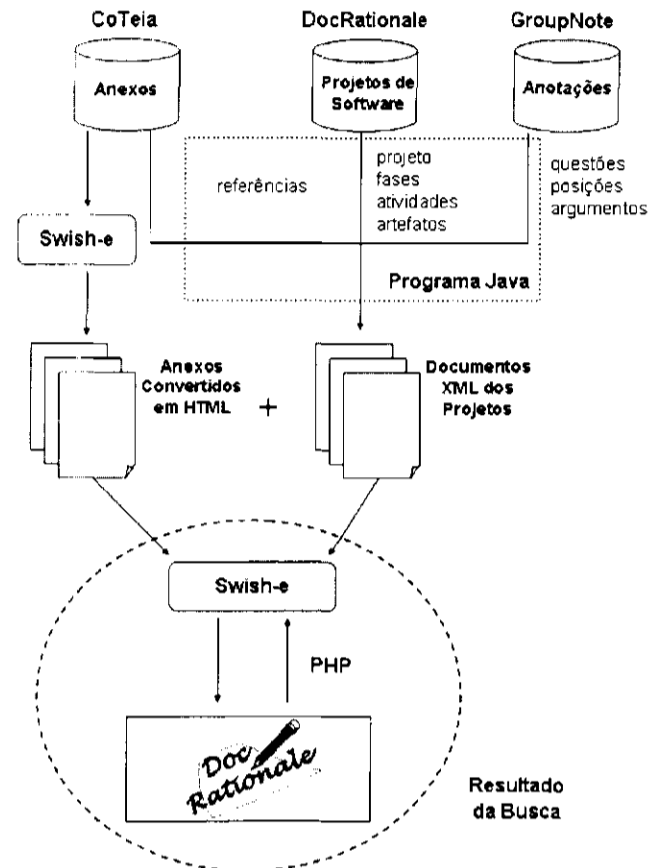 CoTeia
DocRationale
GroupNote
Anexos
Projetos de
Software
Anotações
referências
projeto
fases
atividades
artefatos
questões
posições
argumentos
Swish-e
Programa Java
Anexos
Convertidos
em HTML
+
Documentos
XML dos
Projetos
Swish-e
PHP
Doc
Rationale
Resultado
da Busca